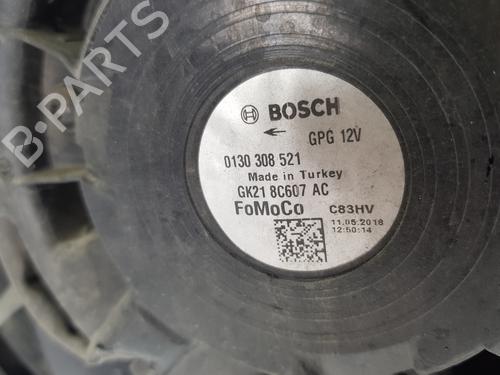 B-PARTS
BOSCH
GPG 12V
0130 308 521
Made in Turkey
GK21 8C607 AC
FoMoCo C83HV
11.05.2018
12:50:14